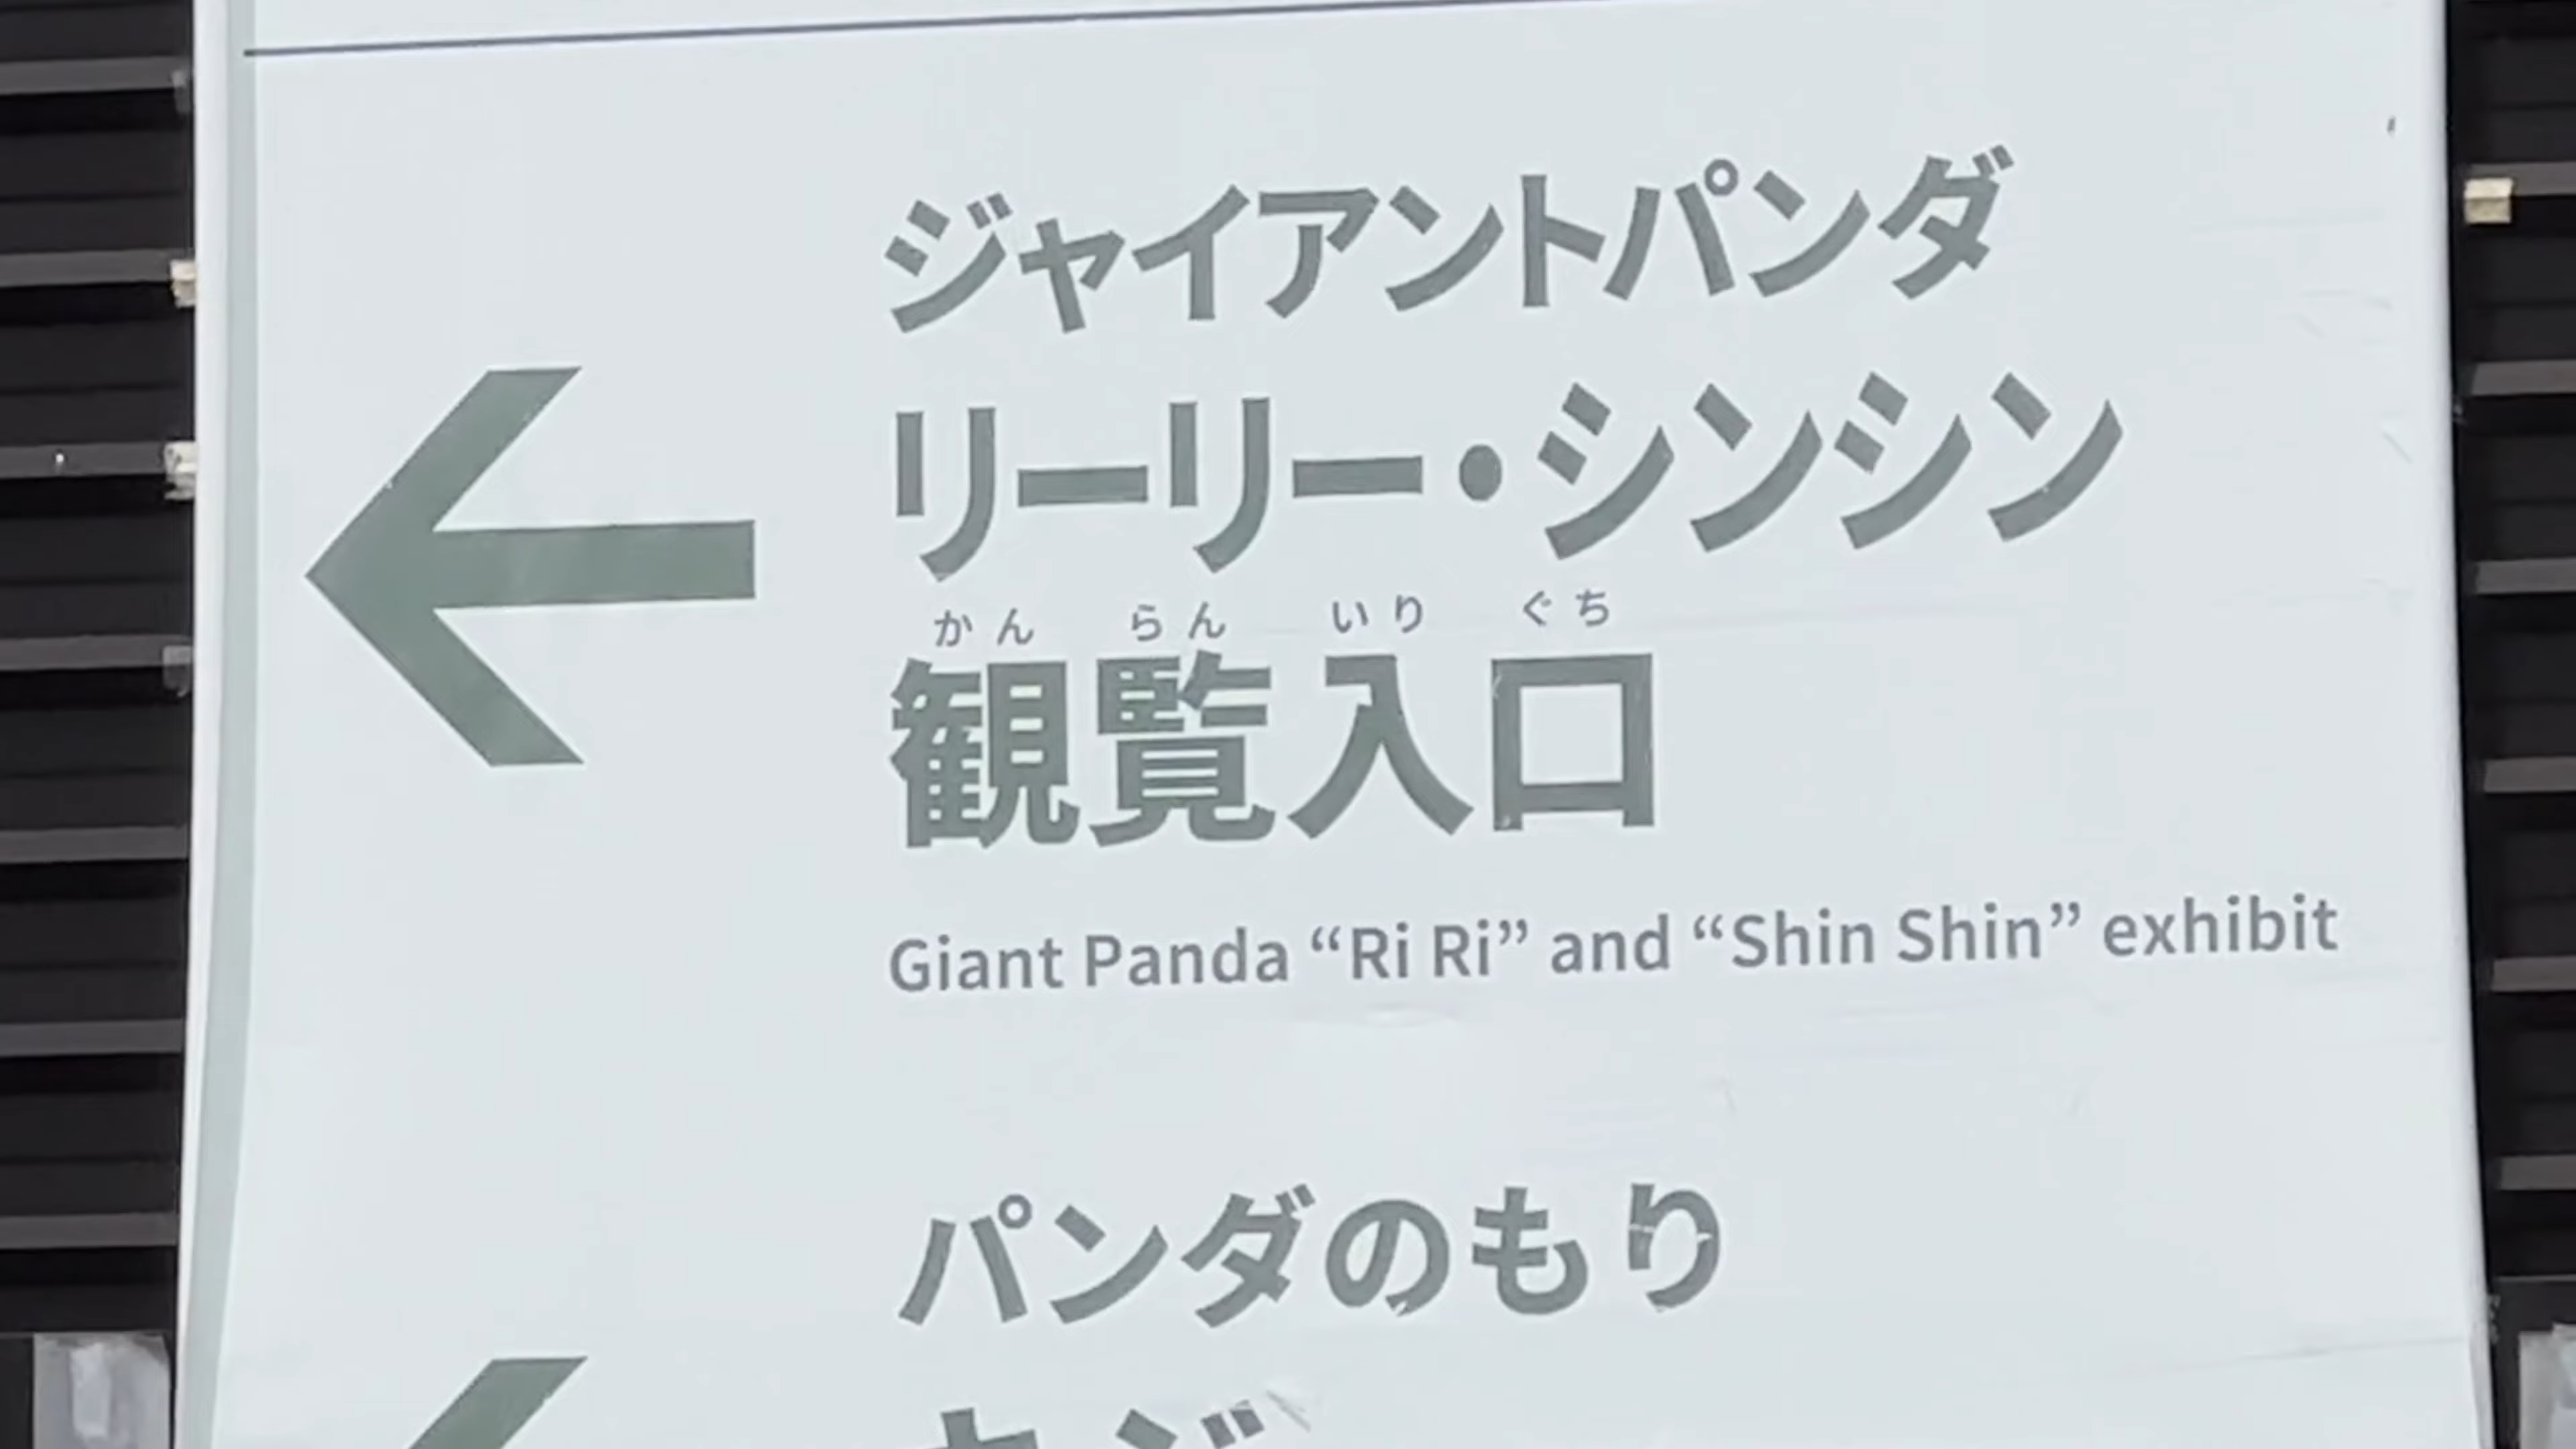 ジャイアントパンダ
リーリー・シンシン
かん らん いり ぐち
観覧入口
Giant Panda “Ri Ri” and “Shin Shin” exhibit
パンダのもり